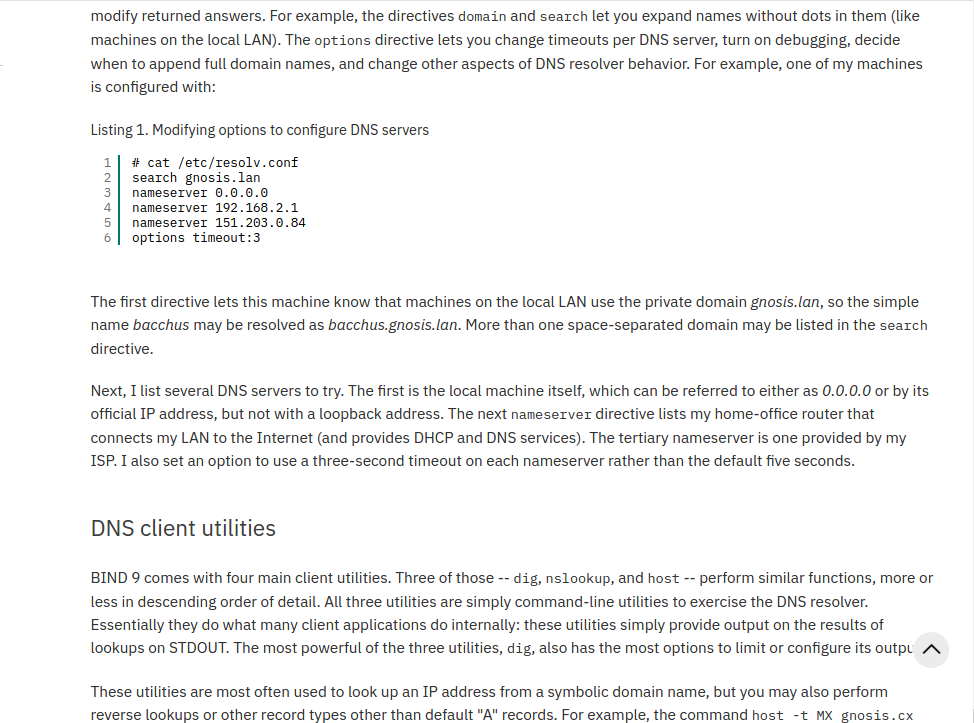 modify returned answers. For example, the directives domain and search let you expand names without dots in them (like
machines on the local LAN). The options directive lets you change timeouts per DNS server, turn on debugging, decide
when to append full domain names, and change other aspects of DNS resolver behavior. For example, one of my machines
is configured with:
Listing 1. Modifying options to configure DNS servers
1 # cat /etc/resolv.conf
2 search gnosis.lan
3 nameserver 0.0.0.0
4 nameserver 192.168.2.1
5 nameserver 151.203.0.84
6 options timeout:3
The first directive lets this machine know that machines on the local LAN use the private domain gnosis.lan, so the simple
name bacchus may be resolved as bacchus.gnosis.lan. More than one space-separated domain may be listed in the search
directive.
Next, I list several DNS servers to try. The first is the local machine itself, which can be referred to either as 0.0.0.0 or by its
official IP address, but not with a loopback address. The next nameserver directive lists my home-office router that
connects my LAN to the Internet (and provides DHCP and DNS services). The tertiary nameserver is one provided by my
ISP. I also set an option to use a three-second timeout on each nameserver rather than the default five seconds.
DNS client utilities
BIND 9 comes with four main client utilities. Three of those -- dig, nslookup, and host -- perform similar functions, more or
less in descending order of detail. All three utilities are simply command-line utilities to exercise the DNS resolver.
Essentially they do what many client applications do internally: these utilities simply provide output on the results of
lookups on STDOUT. The most powerful of the three utilities, dig, also has the most options to limit or configure its outpu
These utilities are most often used to look up an IP address from a symbolic domain name, but you may also perform
reverse lookups or other record types other than default "A" records. For example, the command host -t MX gnosis.cx